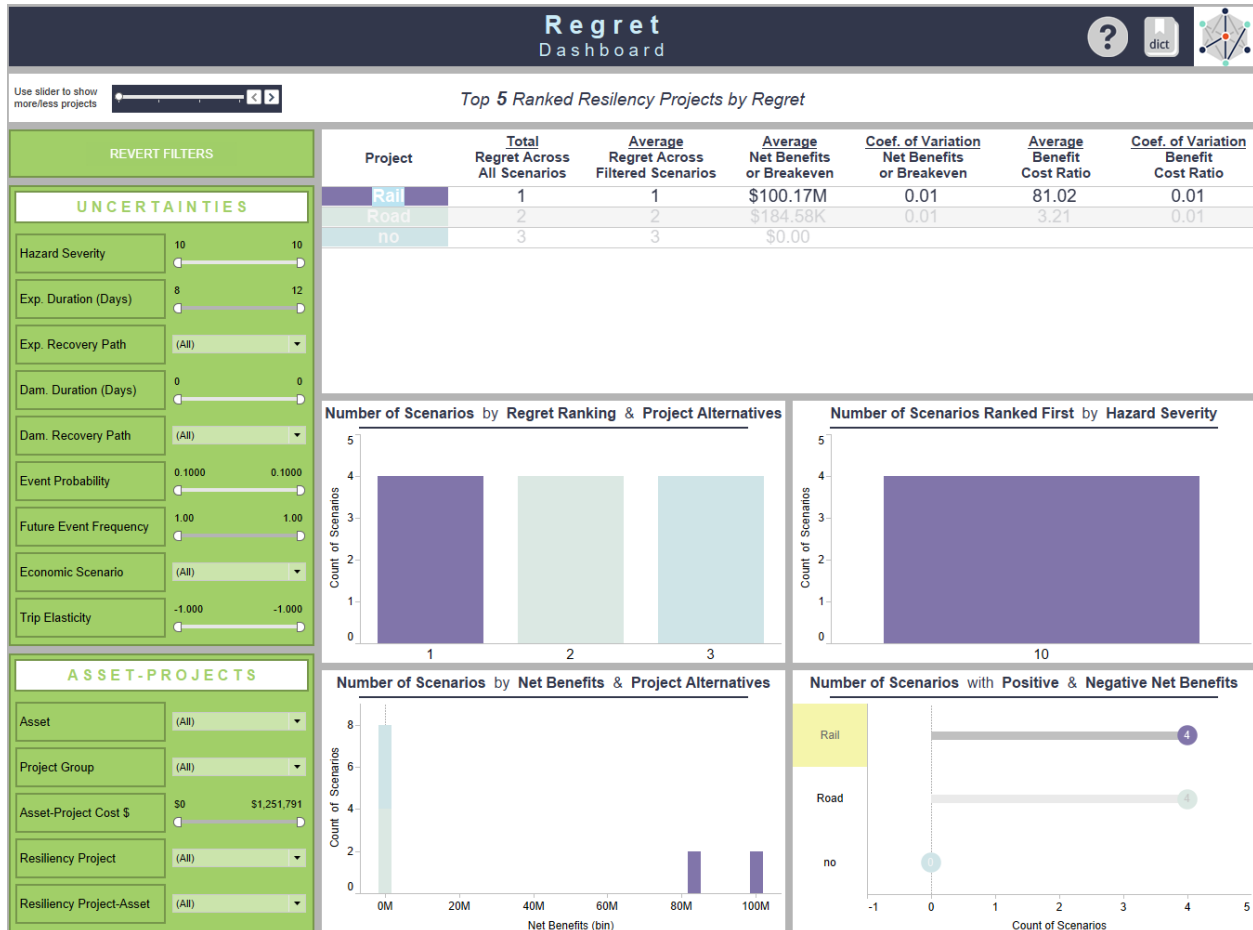 Regret
Dashboard
?
dict
Use slider to show
more/less projects
< >
Top 5 Ranked Resilency Projects by Regret
REVERT FILTERS
UNCERTAINTIES
Hazard Severity
10 10
Exp. Duration (Days)
8 12
Exp. Recovery Path
(All)
Dam. Duration (Days)
0 0
Dam. Recovery Path
(All)
Event Probability
0.1000 0.1000
Future Event Frequency
1.00 1.00
Economic Scenario
(All)
Trip Elasticity
-1.000 -1.000
ASSET-PROJECTS
Asset
(All)
Project Group
(All)
Asset-Project Cost $
$0 $1,251,791
Resiliency Project
(All)
Resiliency Project-Asset
(All)
Project
Total
Regret Across
All Scenarios
Average
Regret Across
Filtered Scenarios
Average
Net Benefits
or Breakeven
Coef. of Variation
Net Benefits
or Breakeven
Average
Benefit
Cost Ratio
Coef. of Variation
Benefit
Cost Ratio
Rail 1 1 $100.17M 0.01 81.02 0.01
Road 2 2 $184.58K 0.01 3.21 0.01
no 3 3 $0.00
Number of Scenarios by Regret Ranking & Project Alternatives
Count of Scenarios
5
4
3
2
1
0
1 2 3
Number of Scenarios Ranked First by Hazard Severity
Count of Scenarios
5
4
3
2
1
0
10
Number of Scenarios by Net Benefits & Project Alternatives
Count of Scenarios
8
6
4
2
0
0M 20M 40M 60M 80M 100M
Net Benefits (bin)
Number of Scenarios with Positive & Negative Net Benefits
Rail 4
Road 4
no 0
-1 0 1 2 3 4 5
Count of Scenarios